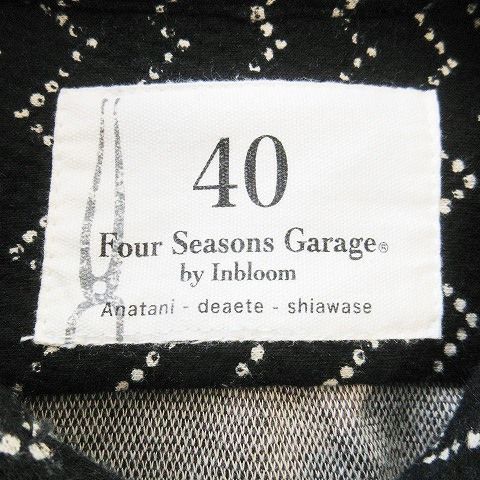 40
Four Seasons Garage®
by Inbloom
Anatani - deaete - shiawase